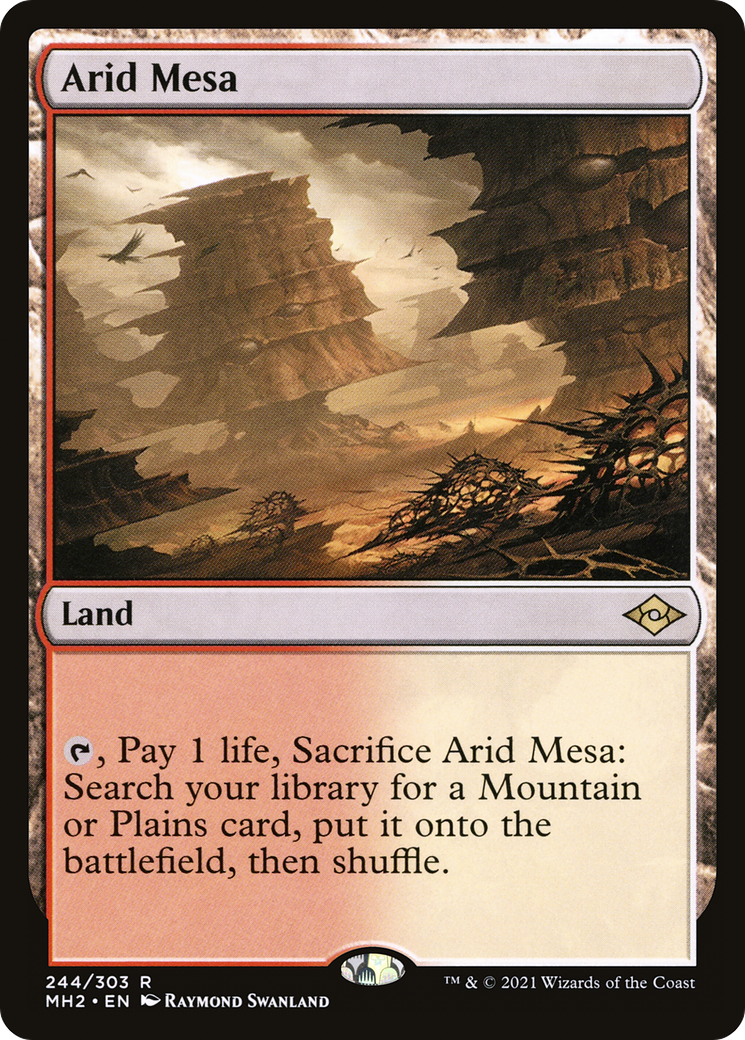 Arid Mesa
Land
, Pay 1 life, Sacrifice Arid Mesa:
Search your library for a Mountain
or Plains card, put it onto the
battlefield, then shuffle.
244/303 R
MH2 • EN Raymond Swanland
™ & © 2021 Wizards of the Coast